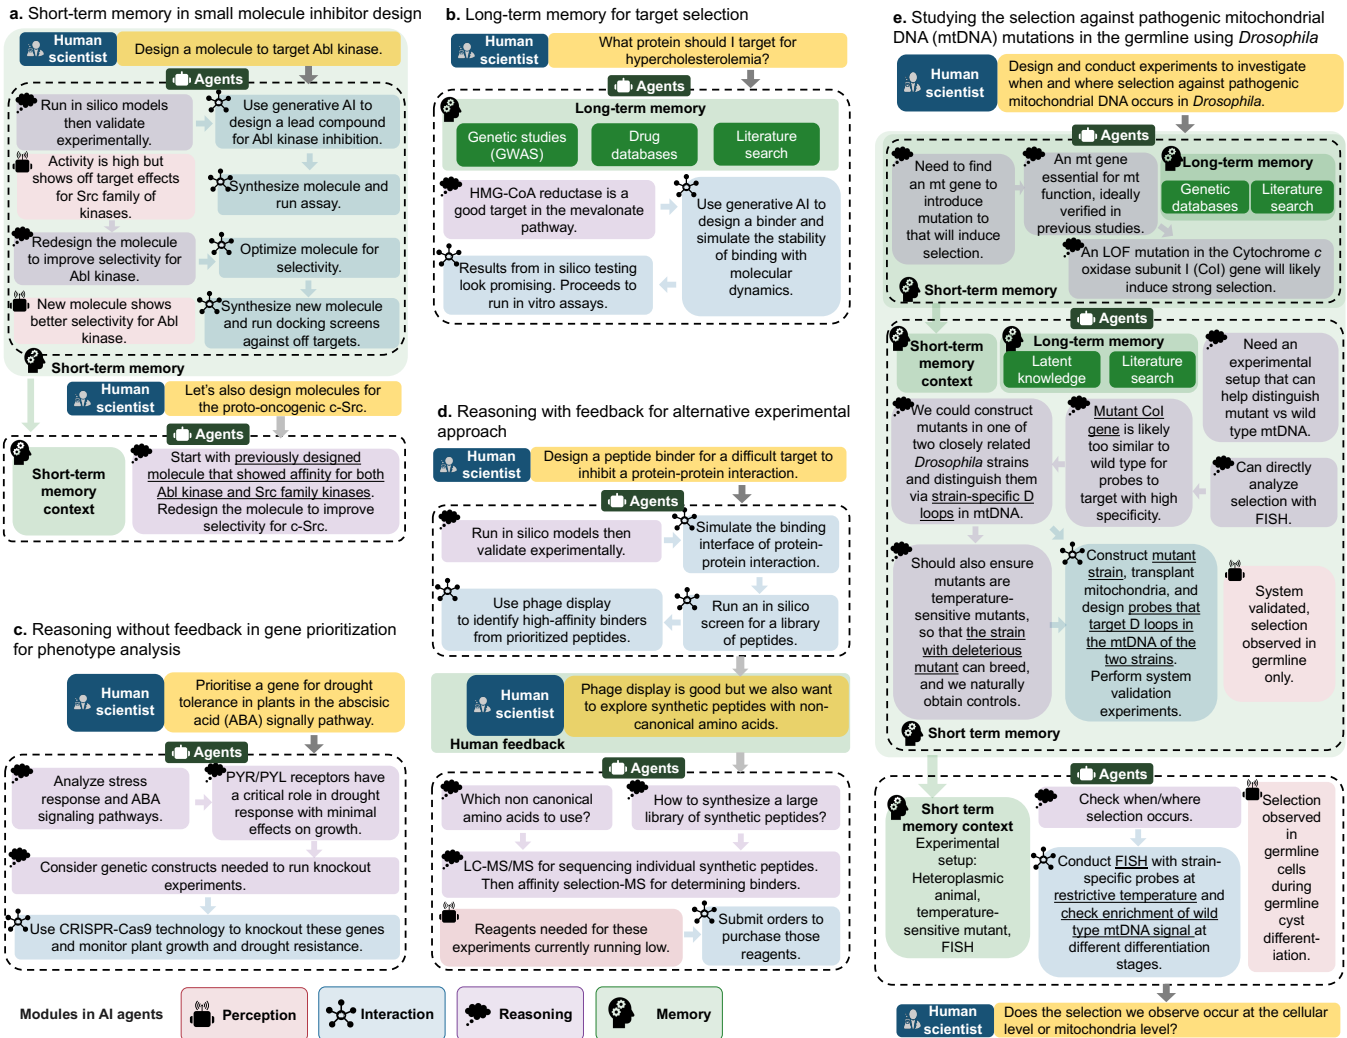 a. Short-term memory in small molecule inhibitor design
Human
scientist
Design a molecule to target Abl kinase.
Agents
Run in silico models
then validate
experimentally.
Use generative AI to
design a lead compound
for Abl kinase inhibition.
Activity is high but
shows off target effects
for Src family of
kinases.
Synthesize molecule and
run assay.
Redesign the molecule
to improve selectivity for
Abl kinase.
Optimize molecule for
selectivity.
New molecule shows
better selectivity for Abl
kinase.
Synthesize new molecule
and run docking screens
against off targets.
Short-term memory
Human
scientist
Let's also design molecules for
the proto-oncogenic c-Src.
Agents
Short-term
memory
context
Start with previously designed
molecule that showed affinity for both
Abl kinase and Src family kinases.
Redesign the molecule to improve
selectivity for c-Src.
b. Long-term memory for target selection
Human
scientist
What protein should I target for
hypercholesterolemia?
Agents
Long-term memory
Genetic studies
(GWAS)
Drug
databases
Literature
search
HMG-CoA reductase is a
good target in the mevalonate
pathway.
Use generative AI to
design a binder and
simulate the stability
of binding with
molecular
dynamics.
Results from in silico testing
look promising. Proceeds to
run in vitro assays.
c. Reasoning without feedback in gene prioritization
for phenotype analysis
Human
scientist
Prioritise a gene for drought
tolerance in plants in the abscisic
acid (ABA) signally pathway.
Agents
Analyze stress
response and ABA
signaling pathways.
PYR/PYL receptors have
a critical role in drought
response with minimal
effects on growth.
Consider genetic constructs needed to run knockout
experiments.
Use CRISPR-Cas9 technology to knockout these genes
and monitor plant growth and drought resistance.
d. Reasoning with feedback for alternative experimental
approach
Human
scientist
Design a peptide binder for a difficult target to
inhibit a protein-protein interaction.
Agents
Run in silico models then
validate experimentally.
Simulate the binding
interface of protein-
protein interaction.
Use phage display
to identify high-affinity binders
from prioritized peptides.
Run an in silico
screen for a library
of peptides.
Human
scientist
Human feedback
Phage display is good but we also want
to explore synthetic peptides with non-
canonical amino acids.
Agents
Which non canonical
amino acids to use?
How to synthesize a large
library of synthetic peptides?
LC-MS/MS for sequencing individual synthetic peptides.
Then affinity selection-MS for determining binders.
Reagents needed for these
experiments currently running low.
Submit orders to
purchase those
reagents.
e. Studying the selection against pathogenic mitochondrial
DNA (mtDNA) mutations in the germline using Drosophila
Human
scientist
Design and conduct experiments to investigate
when and where selection against pathogenic
mitochondrial DNA occurs in Drosophila.
Agents
Need to find
an mt gene to
introduce
mutation to
that will induce
selection.
An mt gene
essential for mt
function, ideally
verified in
previous studies.
Long-term memory
Genetic
databases
Literature
search
An LOF mutation in the Cytochrome c
oxidase subunit I (CoI) gene will likely
induce strong selection.
Short-term memory
Agents
Short-term
memory
context
Long-term memory
Latent
knowledge
Literature
search
Need an
experimental
setup that can
help distinguish
mutant vs wild
type mtDNA.
We could construct
mutants in one of
two closely related
Drosophila strains
and distinguish them
via strain-specific D
loops in mtDNA.
Mutant CoI
gene is likely
too similar to
wild type for
probes to
target with high
specificity.
Can directly
analyze
selection with
FISH.
Should also ensure
mutants are
temperature-
sensitive mutants,
so that the strain
with deleterious
mutant can breed,
and we naturally
obtain controls.
Construct mutant
strain, transplant
mitochondria, and
design probes that
target D loops in
the mtDNA of the
two strains.
Perform system
validation
experiments.
System
validated,
selection
observed in
germline
only.
Short term memory
Agents
Short term
memory context
Experimental
setup:
Heteroplasmic
animal,
temperature-
sensitive mutant,
FISH
Check when/where
selection occurs.
Conduct FISH with strain-
specific probes at
restrictive temperature and
check enrichment of wild
type mtDNA signal at
different differentiation
stages.
Selection
observed
in
germline
cells
during
germline
cyst
different-
iation.
Human
scientist
Does the selection we observe occur at the cellular
level or mitochondria level?
Modules in AI agents
Perception
Interaction
Reasoning
Memory